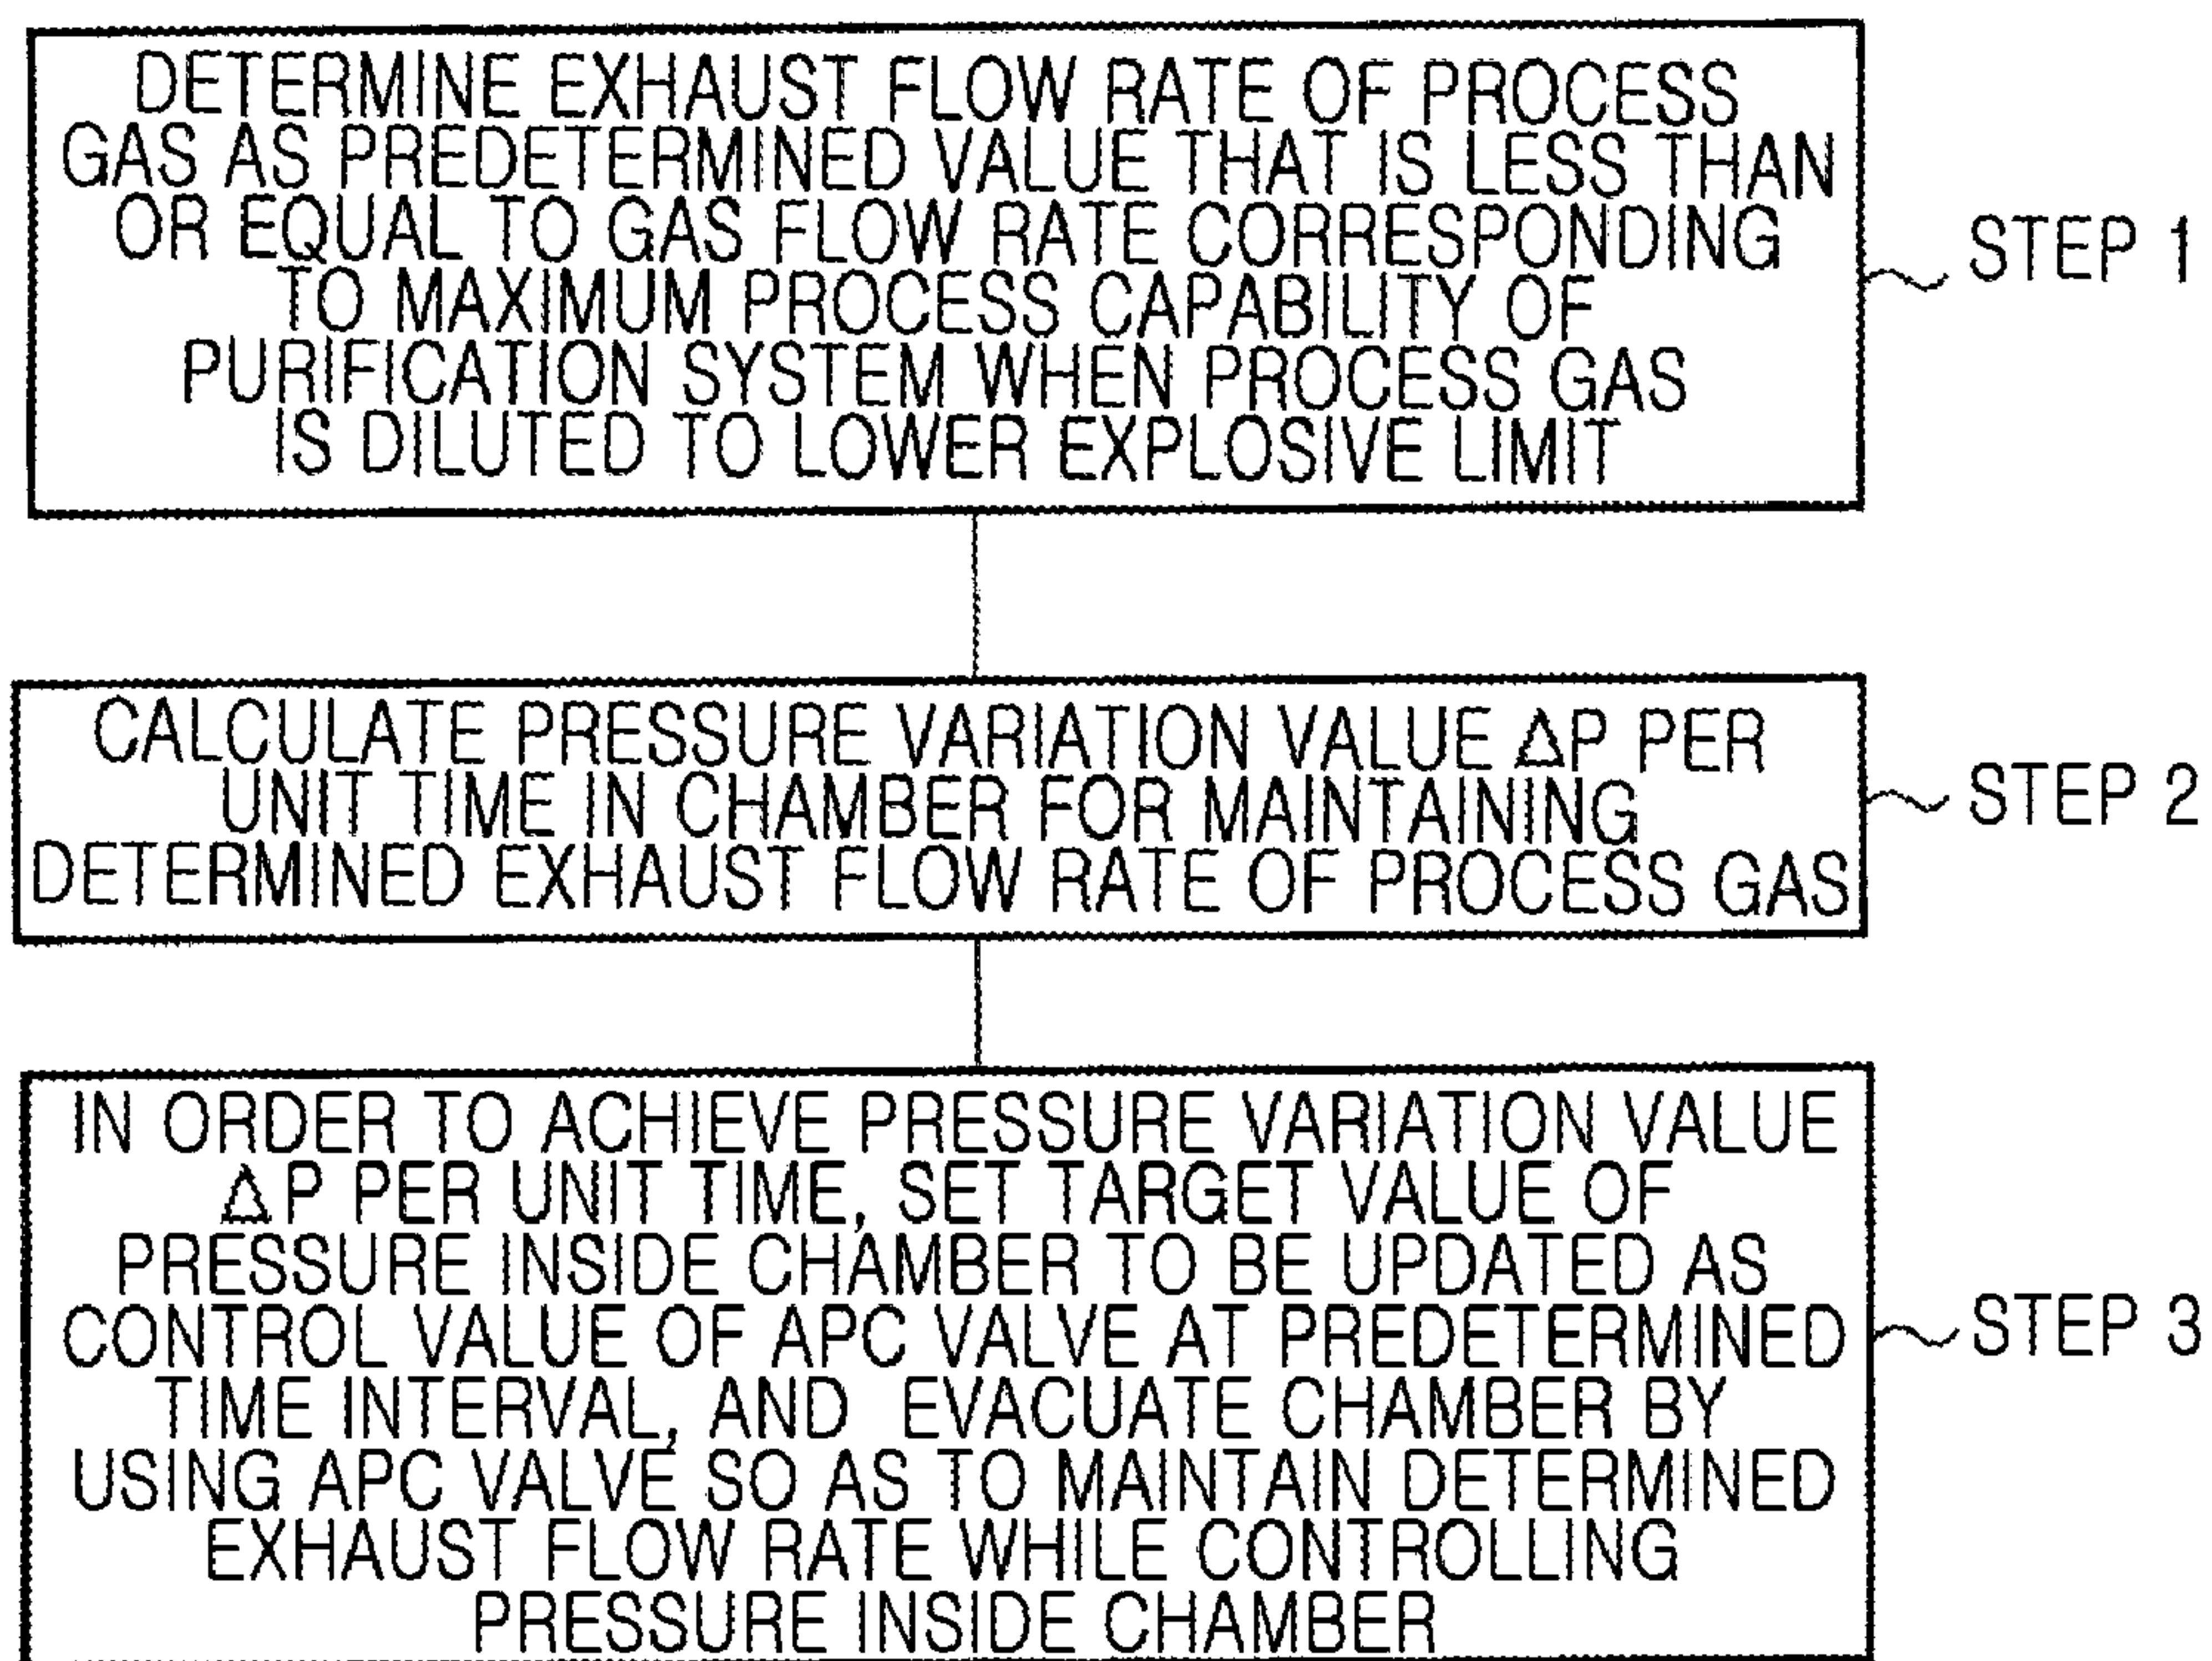 DETERMINE EXHAUST FLOW RATE OF PROCESS
GAS AS PREDETERMINED VALUE THAT IS LESS THAN
OR EQUAL TO GAS FLOW RATE CORRESPONDING
TO MAXIMUM PROCESS CAPABILITY OF
PURIFICATION SYSTEM WHEN PROCESS GAS
IS DILUTED TO LOWER EXPLOSIVE LIMIT
STEP 1
CALCULATE PRESSURE VARIATION VALUE ΔP PER
UNIT TIME IN CHAMBER FOR MAINTAINING
DETERMINED EXHAUST FLOW RATE OF PROCESS GAS
STEP 2
IN ORDER TO ACHIEVE PRESSURE VARIATION VALUE
ΔP PER UNIT TIME, SET TARGET VALUE OF
PRESSURE INSIDE CHAMBER TO BE UPDATED AS
CONTROL VALUE OF APC VALVE AT PREDETERMINED
TIME INTERVAL, AND EVACUATE CHAMBER BY
USING APC VALVE SO AS TO MAINTAIN DETERMINED
EXHAUST FLOW RATE WHILE CONTROLLING
PRESSURE INSIDE CHAMBER
STEP 3